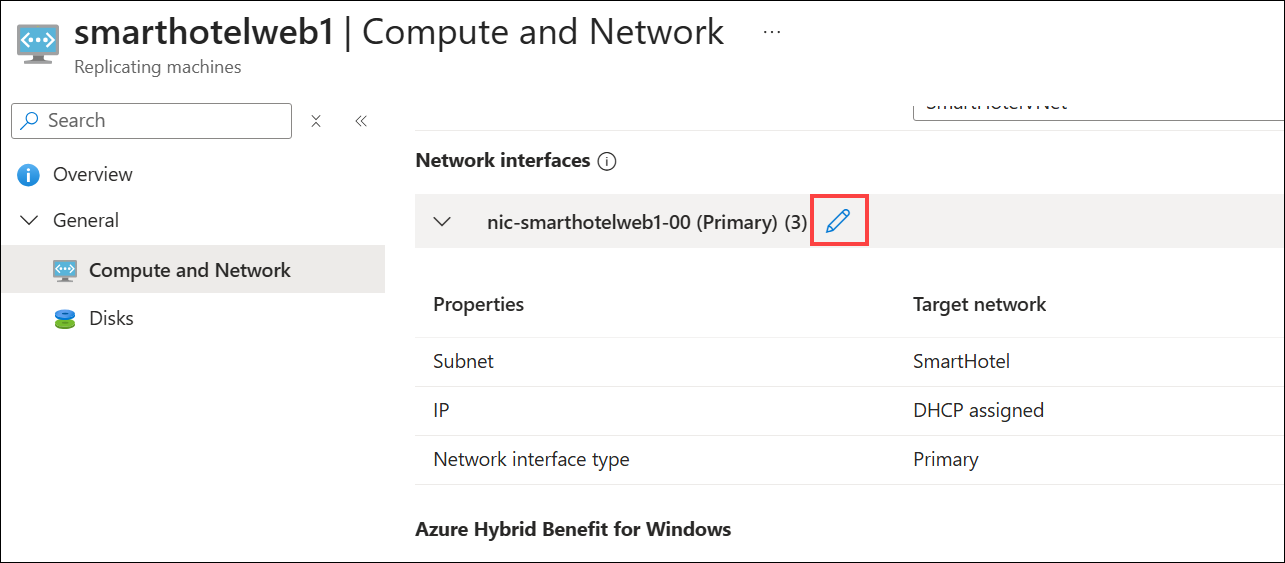 smarthotelweb1 | Compute and Network ...
Replicating machines
Search
SmartHotelVNet
Overview
Network interfaces
General
nic-smarthotelweb1-00 (Primary) (3)
Compute and Network
Disks
Properties Target network
Subnet SmartHotel
IP DHCP assigned
Network interface type Primary
Azure Hybrid Benefit for Windows